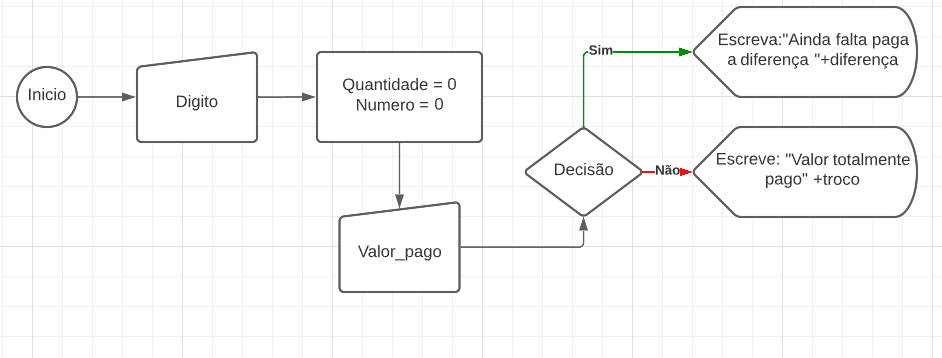 Inicio
Digito
Quantidade = 0
Numero = 0
Valor_pago
Decisão
Sim
Escreva:"Ainda falta paga
a diferença "+diferença
Não
Escreve: "Valor totalmente
pago" +troco